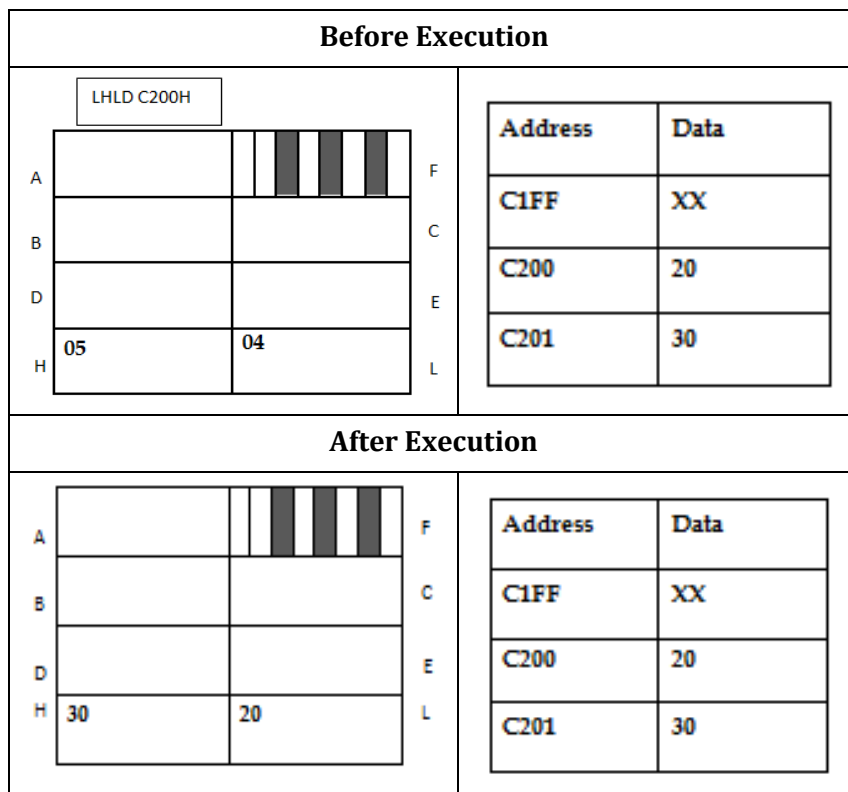 Before Execution
LHLD C200H
A F
B C
D E
H 05 04 L
Address Data
C1FF XX
C200 20
C201 30
After Execution
A F
B C
D E
H 30 20 L
Address Data
C1FF XX
C200 20
C201 30